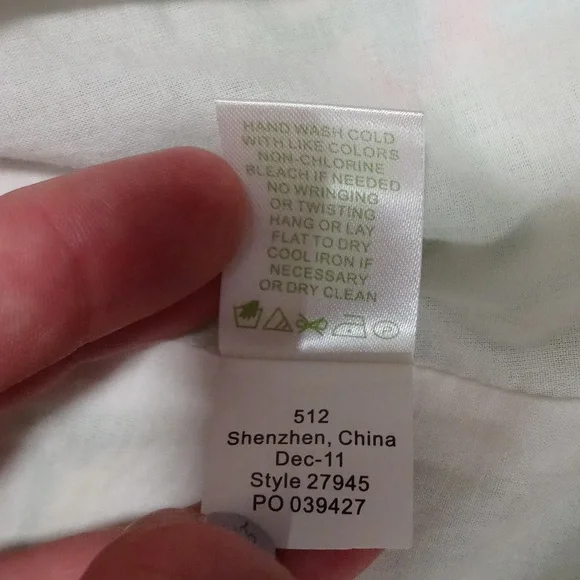 HAND WASH COLD
WITH LIKE COLORS
NON-CHLORINE
BLEACH IF NEEDED
NO WRINGING
OR TWISTING
HANG OR LAY
FLAT TO DRY
COOL IRON IF
NECESSARY
OR DRY CLEAN
512
Shenzhen, China
Dec-11
Style 27945
PO 039427